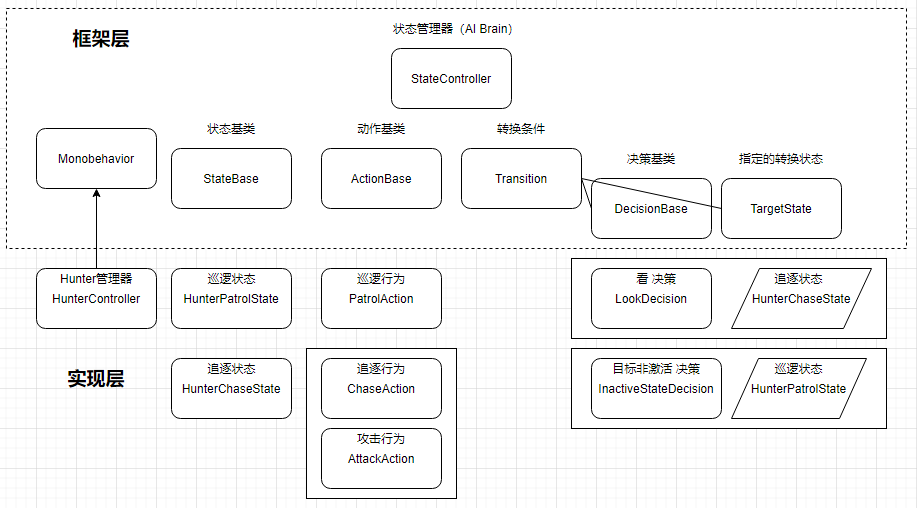 框架层
状态管理器（AI Brain）
StateController
Monobehavior
状态基类
StateBase
动作基类
ActionBase
转换条件
Transition
决策基类
DecisionBase
指定的转换状态
TargetState
Hunter管理器
HunterController
巡逻状态
HunterPatrolState
巡逻行为
PatrolAction
看 决策
LookDecision
追逐状态
HunterChaseState
实现层
追逐状态
HunterChaseState
追逐行为
ChaseAction
攻击行为
AttackAction
目标非激活 决策
InactiveStateDecision
巡逻状态
HunterPatrolState